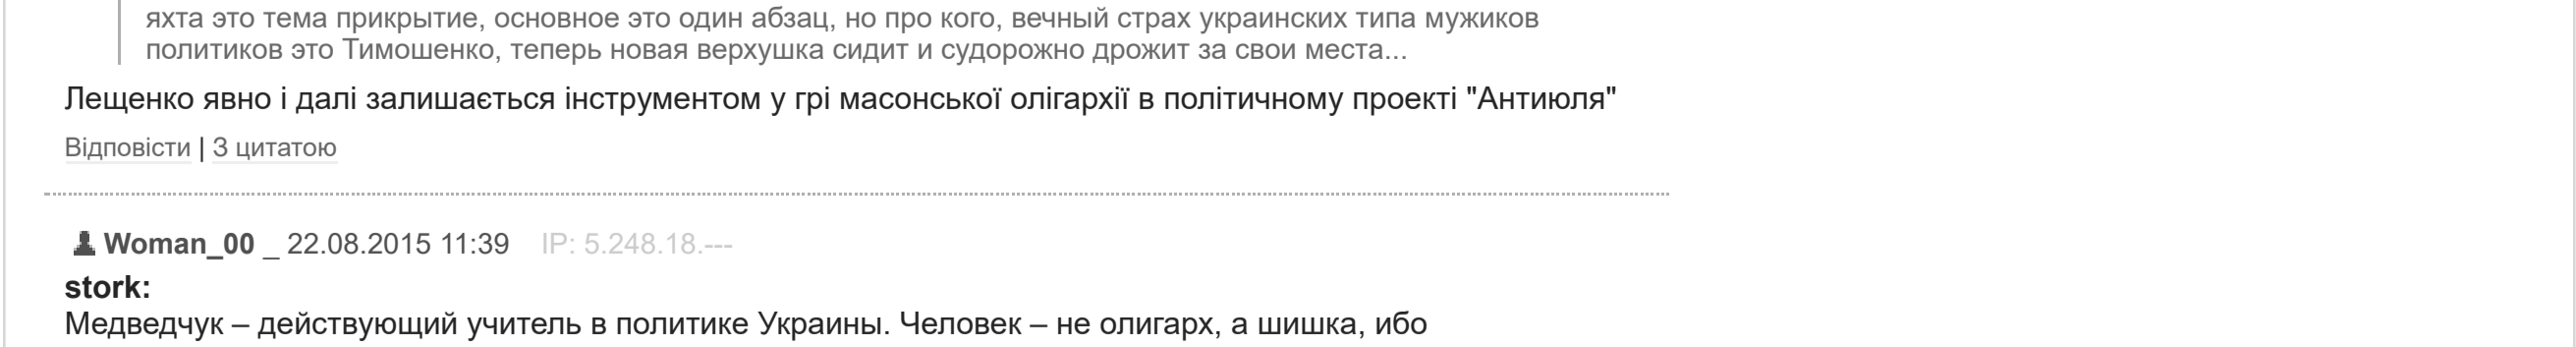 яхта это тема прикрытие, основное это один абзац, но про кого, вечный страх украинских типа мужиков
политиков это Тимошенко, теперь новая верхушка сидит и судорожно дрожит за свои места...
Лещенко явно і далі залишається інструментом у грі масонської олігархії в політичному проекті "Антиюля"
Відповісти | З цитатою
Woman_00 _ 22.08.2015 11:39 IP: 5.248.18.---
stork:
Медведчук – действующий учитель в политике Украины. Человек – не олигарх, а шишка, ибо